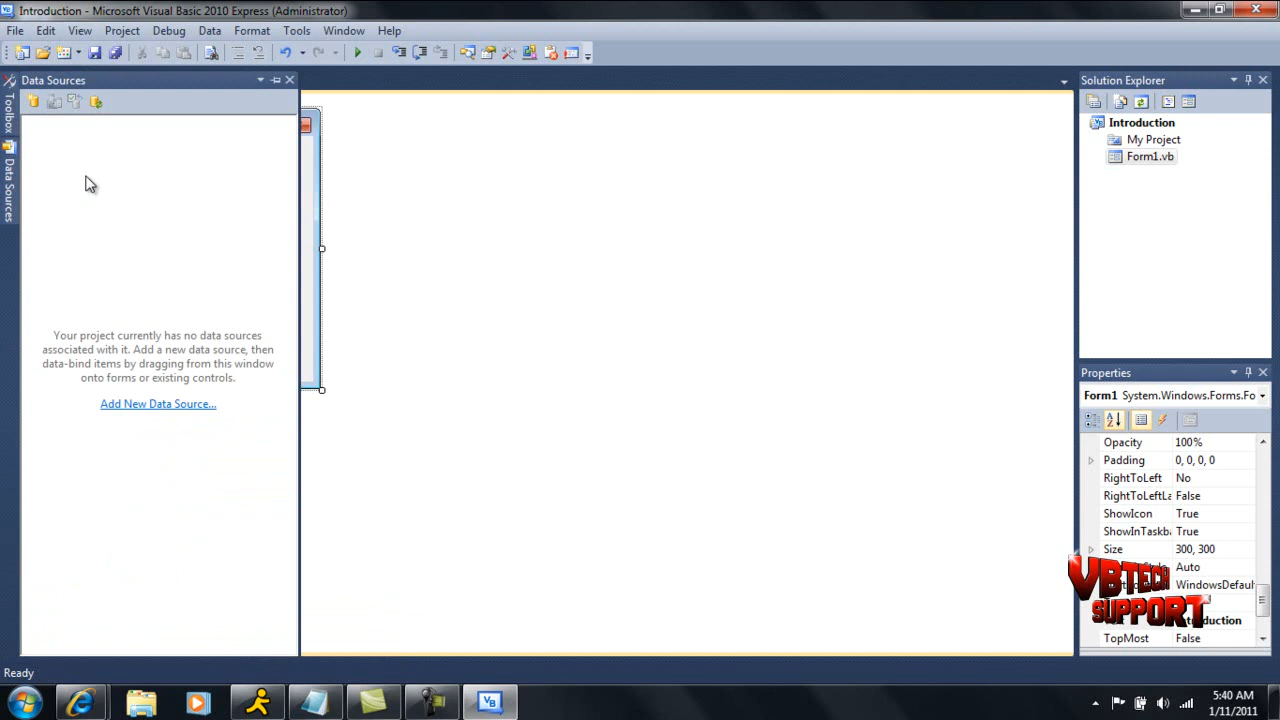 Introduction - Microsoft Visual Basic 2010 Express (Administrator)
File Edit View Project Debug Data Format Tools Window Help
Data Sources
Toolbox
Data Sources
Your project currently has no data sources
associated with it. Add a new data source, then
data-bind items by dragging from this window
onto forms or existing controls.
Add New Data Source...
Solution Explorer
Introduction
My Project
Form1.vb
Properties
Form1 System.Windows.Forms.Fo
Opacity 100%
Padding 0, 0, 0, 0
RightToLeft No
RightToLeftLa False
ShowIcon True
ShowInTaskba True
Size 300, 300
Auto
WindowsDefaul
TopMost False
VBTECH
SUPPORT
Ready
5:40 AM
1/11/2011